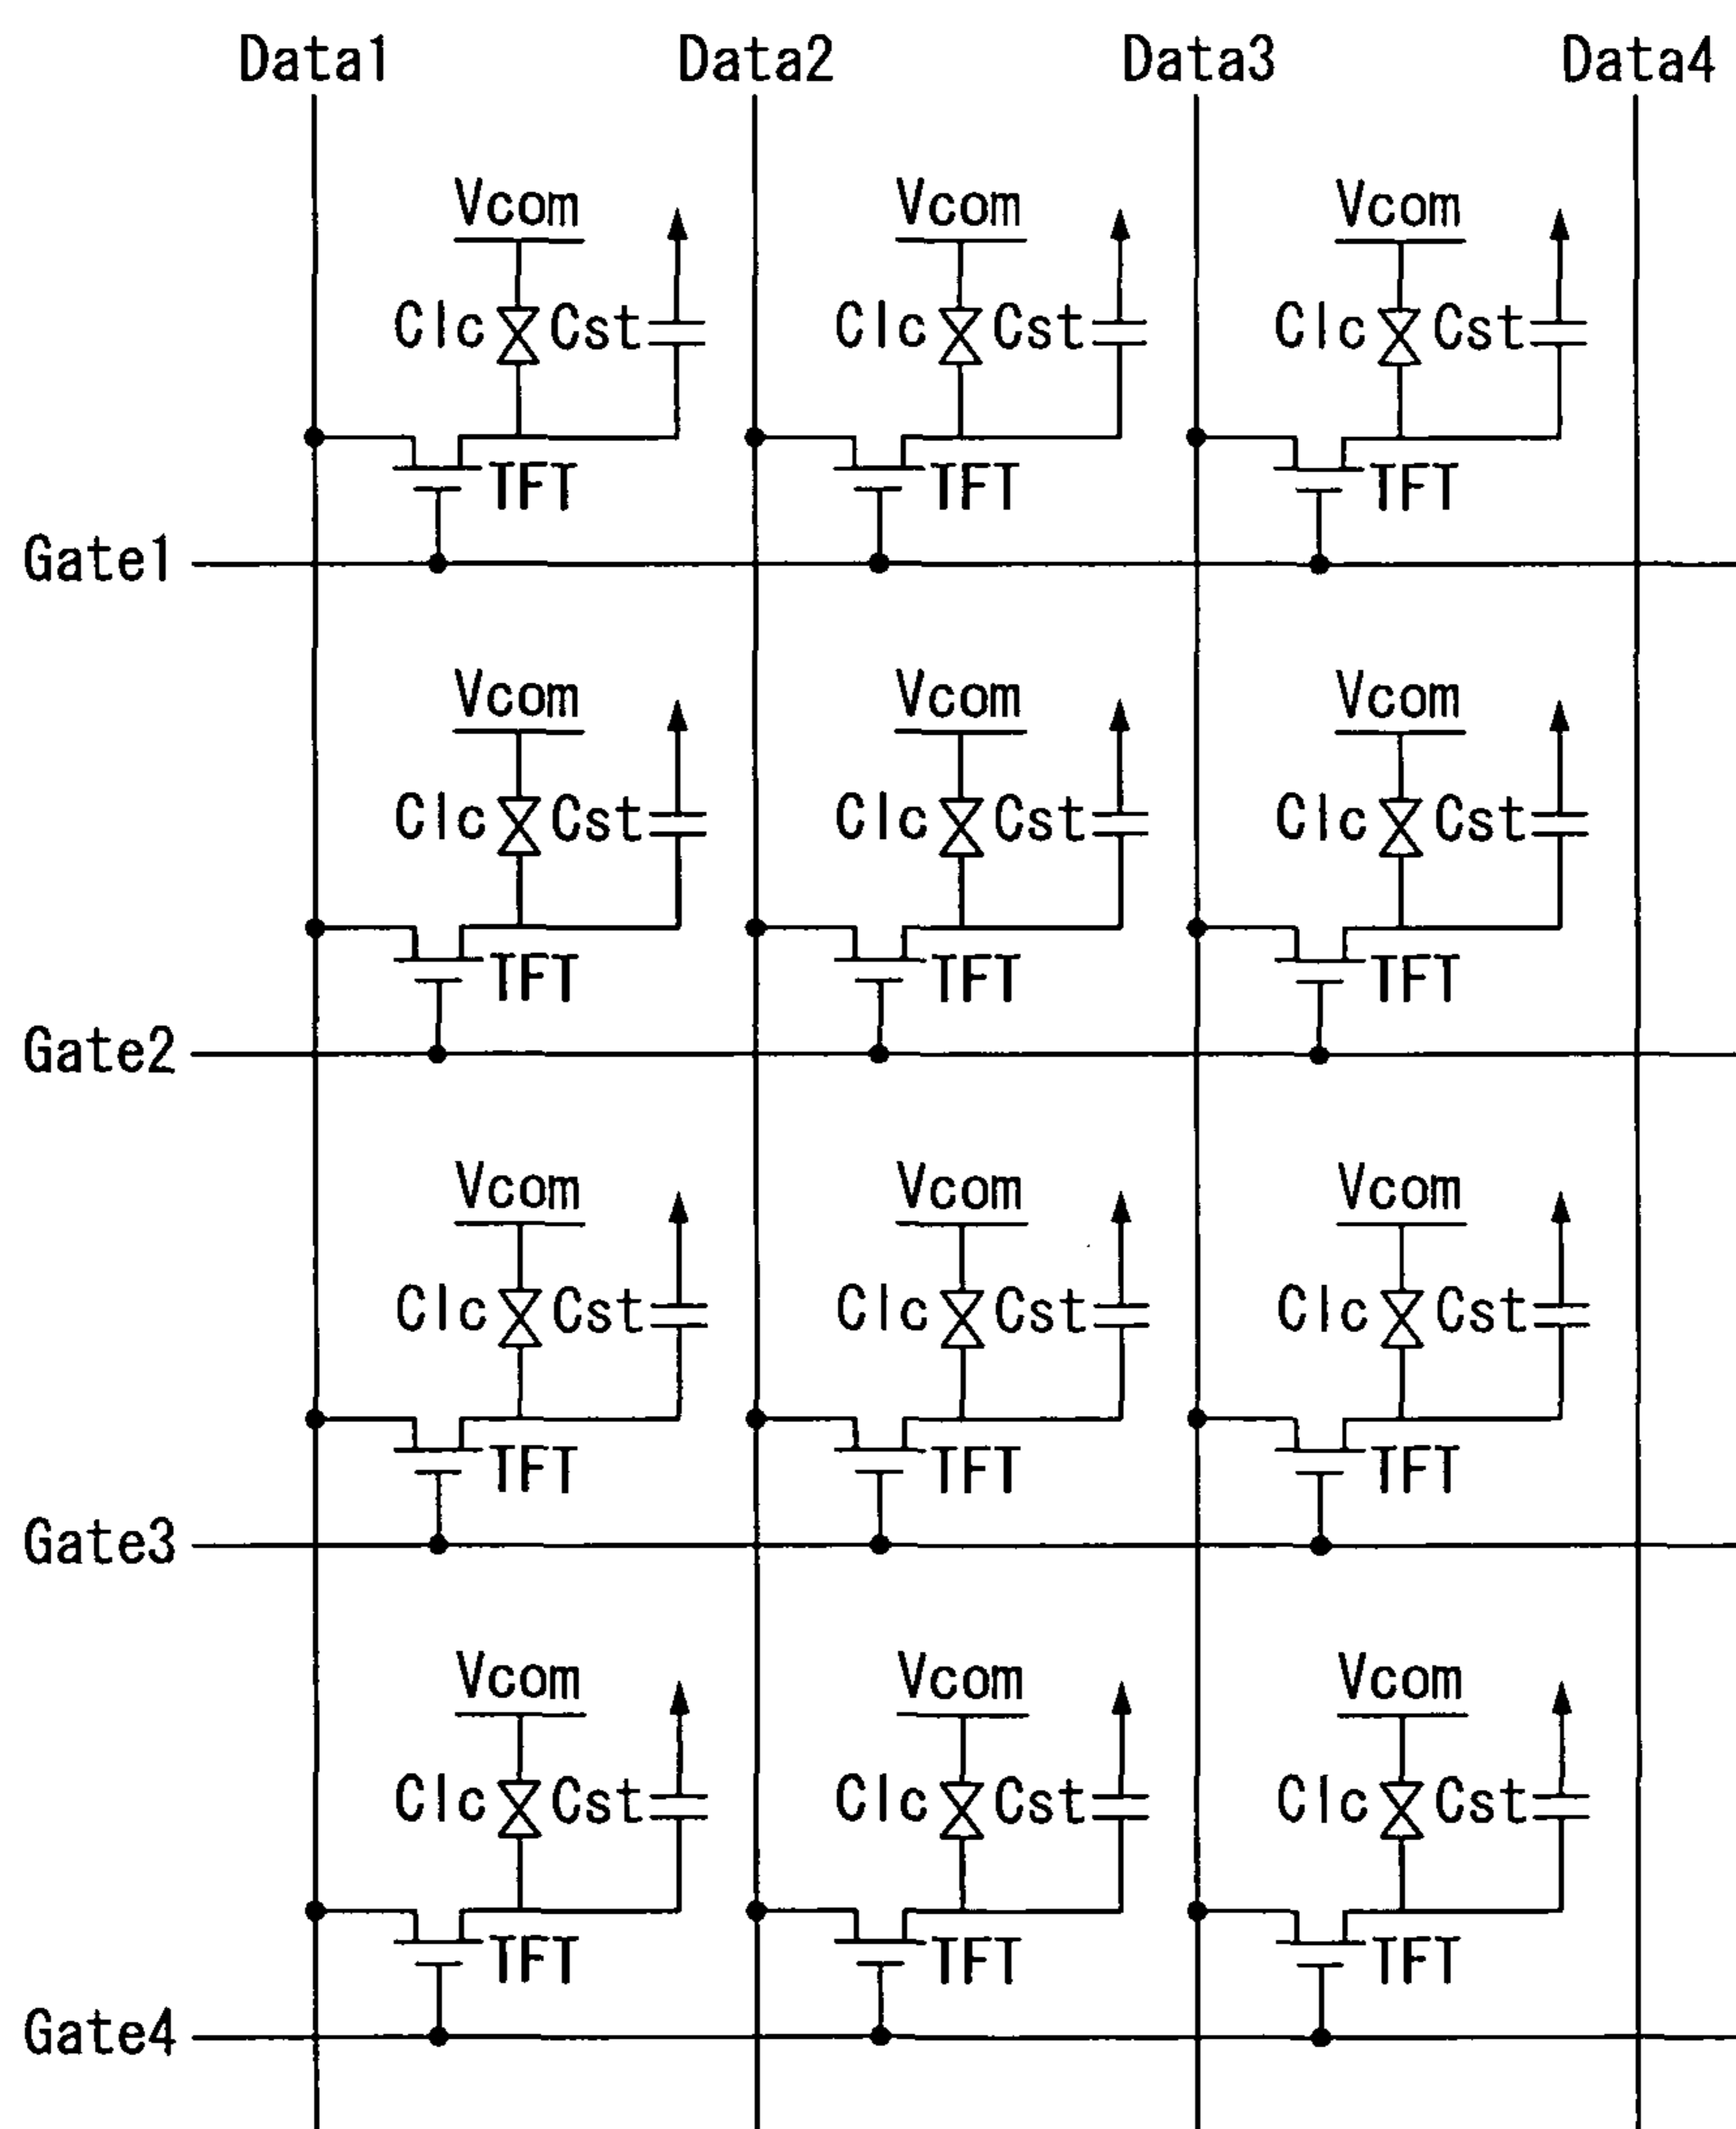 Data1 Data2 Data3 Data4
Vcom Vcom Vcom
Clc Cst Clc Cst Clc Cst
TFT TFT TFT
Gate1
Vcom Vcom Vcom
Clc Cst Clc Cst Clc Cst
TFT TFT TFT
Gate2
Vcom Vcom Vcom
Clc Cst Clc Cst Clc Cst
TFT TFT TFT
Gate3
Vcom Vcom Vcom
Clc Cst Clc Cst Clc Cst
TFT TFT TFT
Gate4